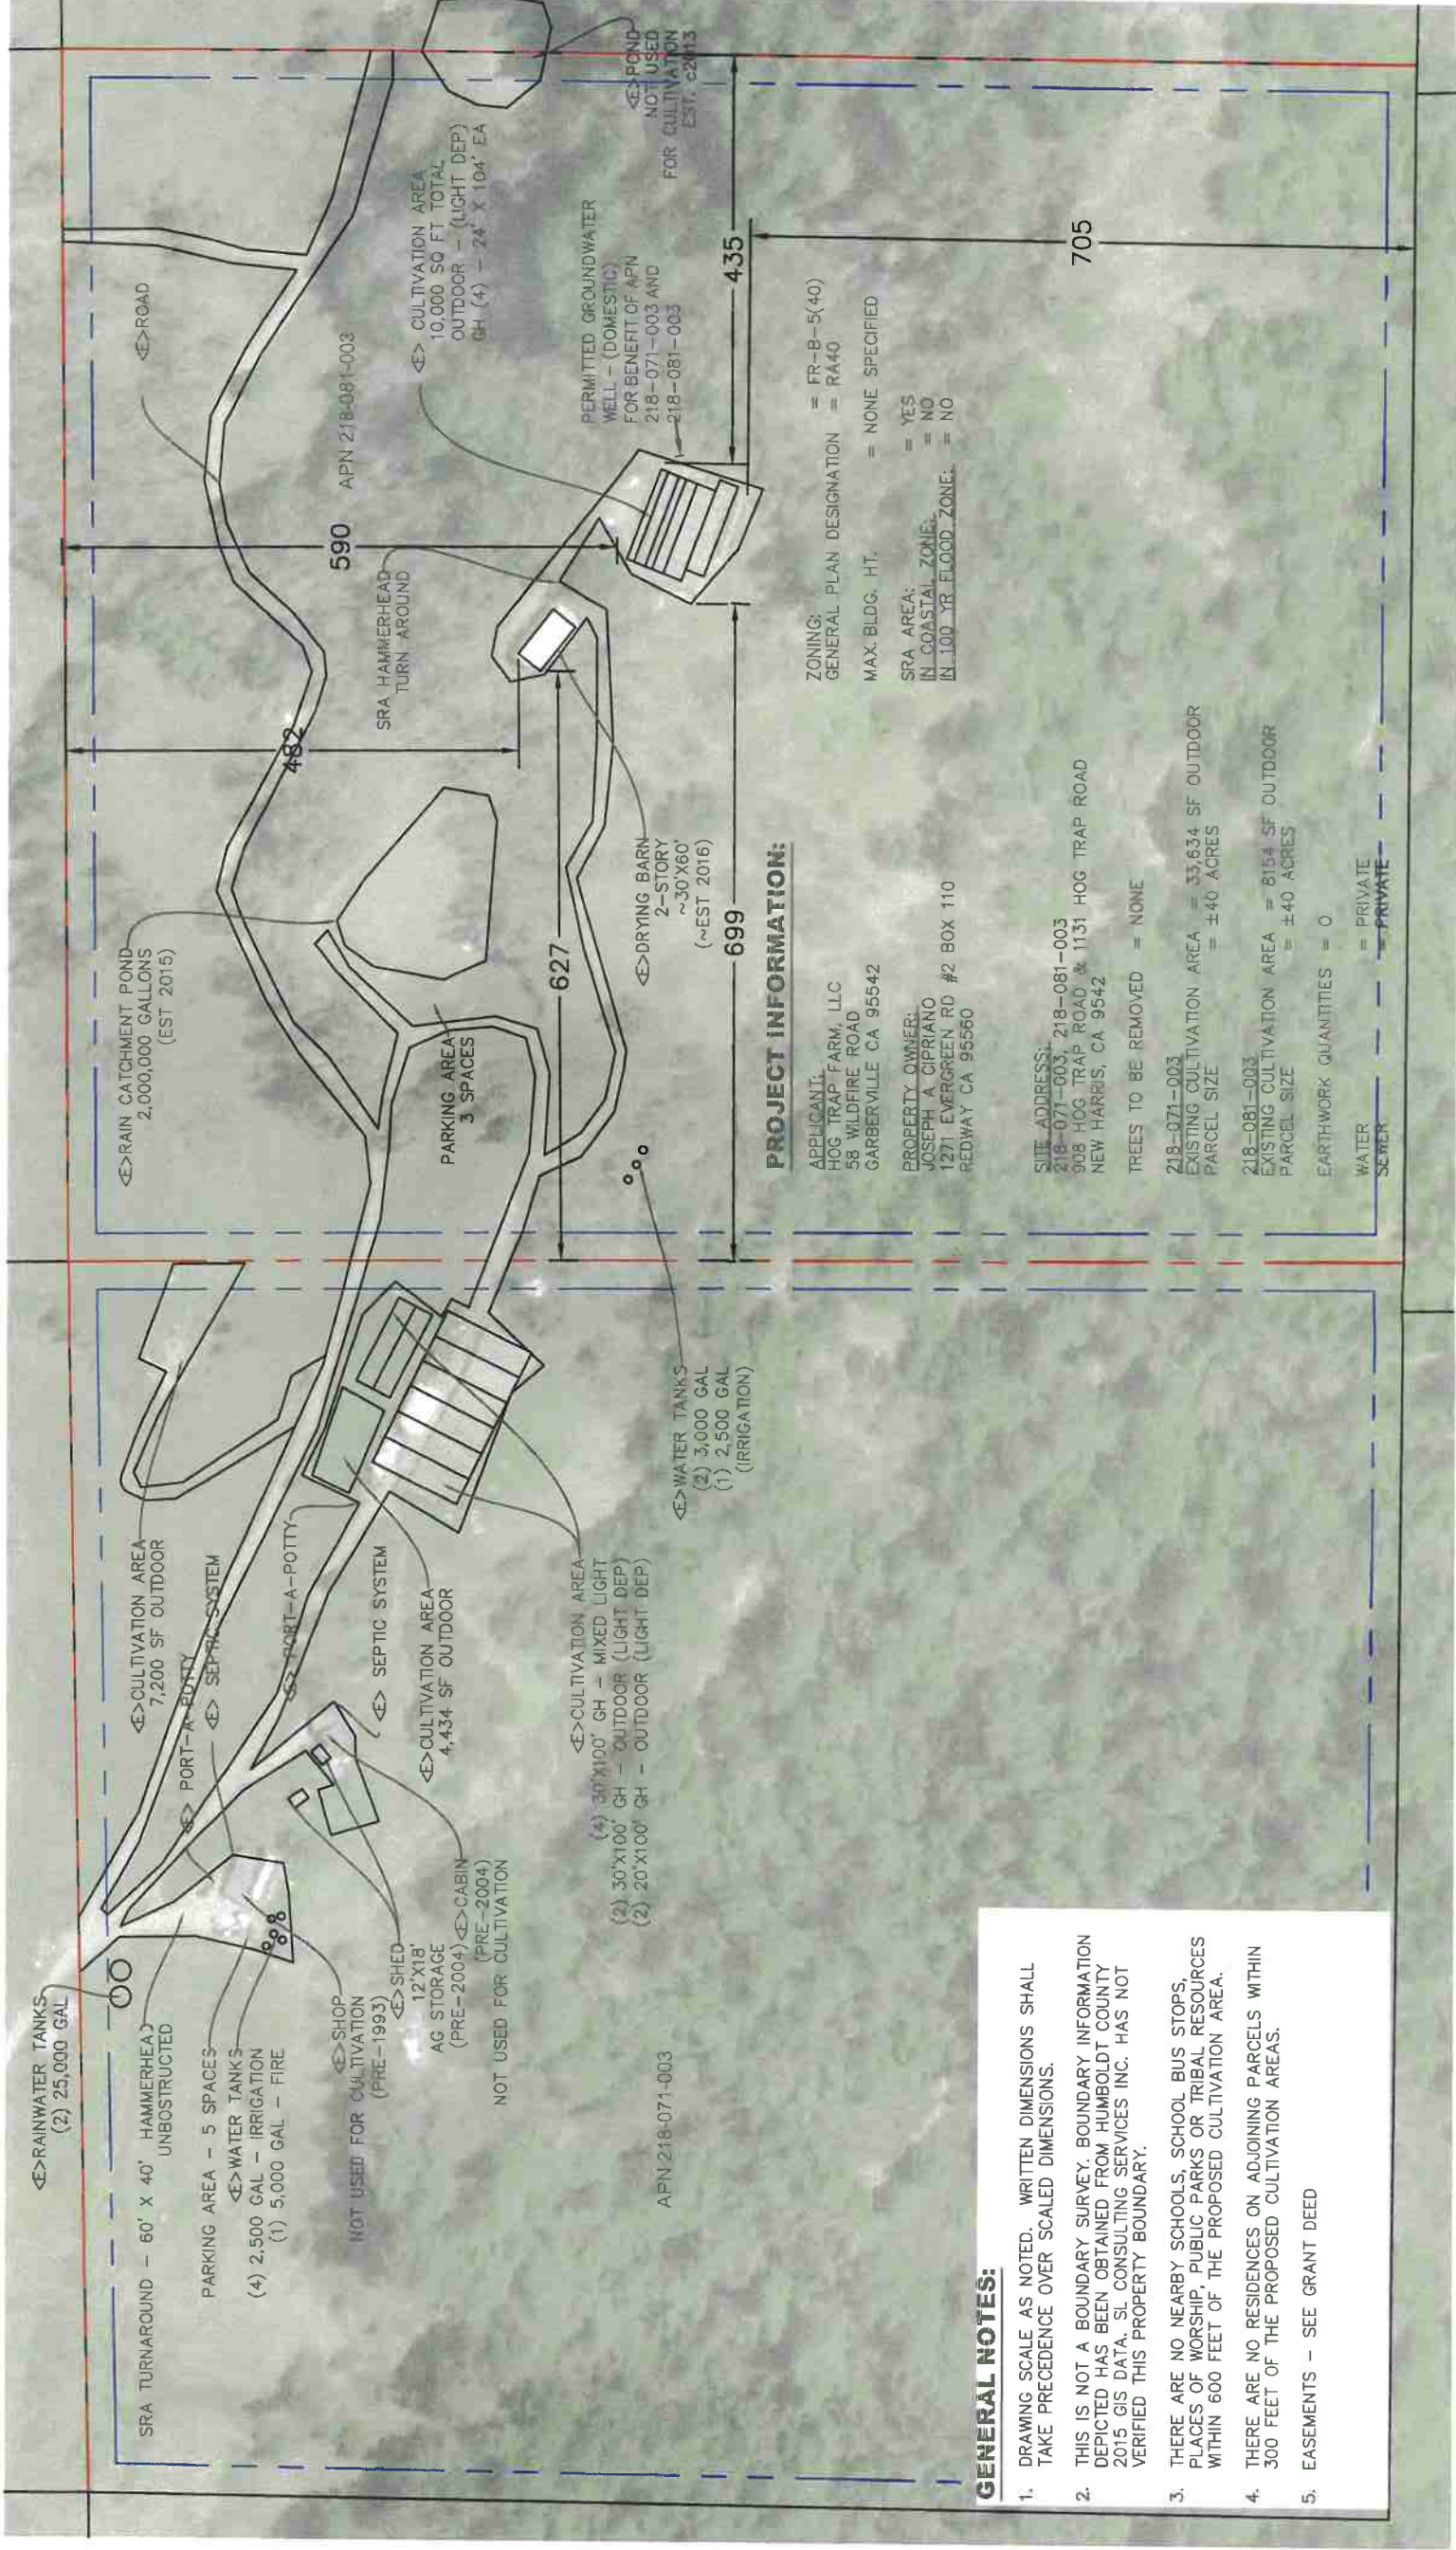 <E>RAINWATER TANKS
(2) 25,000 GAL
SRA TURNAROUND - 60' X 40' HAMMERHEAD
UNBOSTRUCTED
PARKING AREA - 5 SPACES
<E>WATER TANKS
(4) 2,500 GAL - IRRIGATION
(1) 5,000 GAL - FIRE
<E>SHOP
NOT USED FOR CULTIVATION
(PRE-1993)
<E>SHED
12'X18'
AG STORAGE
(PRE-2004)
<E>CABIN
(PRE-2004)
NOT USED FOR CULTIVATION
APN 218-071-003
<E>CULTIVATION AREA
7,200 SF OUTDOOR
<E> PORT-A-POTTY
<E> SEPTIC SYSTEM
<E> PORT-A-POTTY
<E> SEPTIC SYSTEM
<E>CULTIVATION AREA
4,434 SF OUTDOOR
<E>CULTIVATION AREA
(4) 30'X100' GH - MIXED LIGHT
(2) 30'X100' GH - OUTDOOR (LIGHT DEP)
(2) 20'X100' GH - OUTDOOR (LIGHT DEP)
<E>WATER TANKS
(2) 3,000 GAL
(1) 2,500 GAL
(IRRIGATION)
<E>RAIN CATCHMENT POND
2,000,000 GALLONS
(EST 2015)
PARKING AREA
3 SPACES
482
627
699
<E>DRYING BARN
2-STORY
~30'X60'
(~EST 2016)
SRA HAMMERHEAD
TURN AROUND
590
APN 218-081-003
<E>ROAD
<E> CULTIVATION AREA
10,000 SQ FT TOTAL
OUTDOOR - (LIGHT DEP)
GH (4) - 24' X 104' EA
PERMITTED GROUNDWATER
WELL - (DOMESTIC)
FOR BENEFIT OF APN
218-071-003 AND
218-081-003
435
<E>POND
NOT USED
FOR CULTIVATION
EST. c2013
705
PROJECT INFORMATION:
APPLICANT:
HOG TRAP FARM, LLC
58 WILDFIRE ROAD
GARBERVILLE CA 95542
PROPERTY OWNER:
JOSEPH A CIPRIANO
1271 EVERGREEN RD #2 BOX 110
REDWAY CA 95560
SITE ADDRESS:
218-071-003, 218-081-003
908 HOG TRAP ROAD & 1131 HOG TRAP ROAD
NEW HARRIS, CA 9542
TREES TO BE REMOVED = NONE
218-071-003
EXISTING CULTIVATION AREA = 33,634 SF OUTDOOR
PARCEL SIZE = ±40 ACRES
218-081-003
EXISTING CULTIVATION AREA = 8154 SF OUTDOOR
PARCEL SIZE = ±40 ACRES
EARTHWORK QUANTITIES = 0
WATER = PRIVATE
SEWER = PRIVATE
ZONING: = FR-B-5(40)
GENERAL PLAN DESIGNATION = RA40
MAX. BLDG. HT. = NONE SPECIFIED
SRA AREA: = YES
IN COASTAL ZONE: = NO
IN 100 YR FLOOD ZONE: = NO
GENERAL NOTES:
1. DRAWING SCALE AS NOTED. WRITTEN DIMENSIONS SHALL
TAKE PRECEDENCE OVER SCALED DIMENSIONS.
2. THIS IS NOT A BOUNDARY SURVEY. BOUNDARY INFORMATION
DEPICTED HAS BEEN OBTAINED FROM HUMBOLDT COUNTY
2015 GIS DATA. SL CONSULTING SERVICES INC. HAS NOT
VERIFIED THIS PROPERTY BOUNDARY.
3. THERE ARE NO NEARBY SCHOOLS, SCHOOL BUS STOPS,
PLACES OF WORSHIP, PUBLIC PARKS OR TRIBAL RESOURCES
WITHIN 600 FEET OF THE PROPOSED CULTIVATION AREA.
4. THERE ARE NO RESIDENCES ON ADJOINING PARCELS WITHIN
300 FEET OF THE PROPOSED CULTIVATION AREAS.
5. EASEMENTS - SEE GRANT DEED